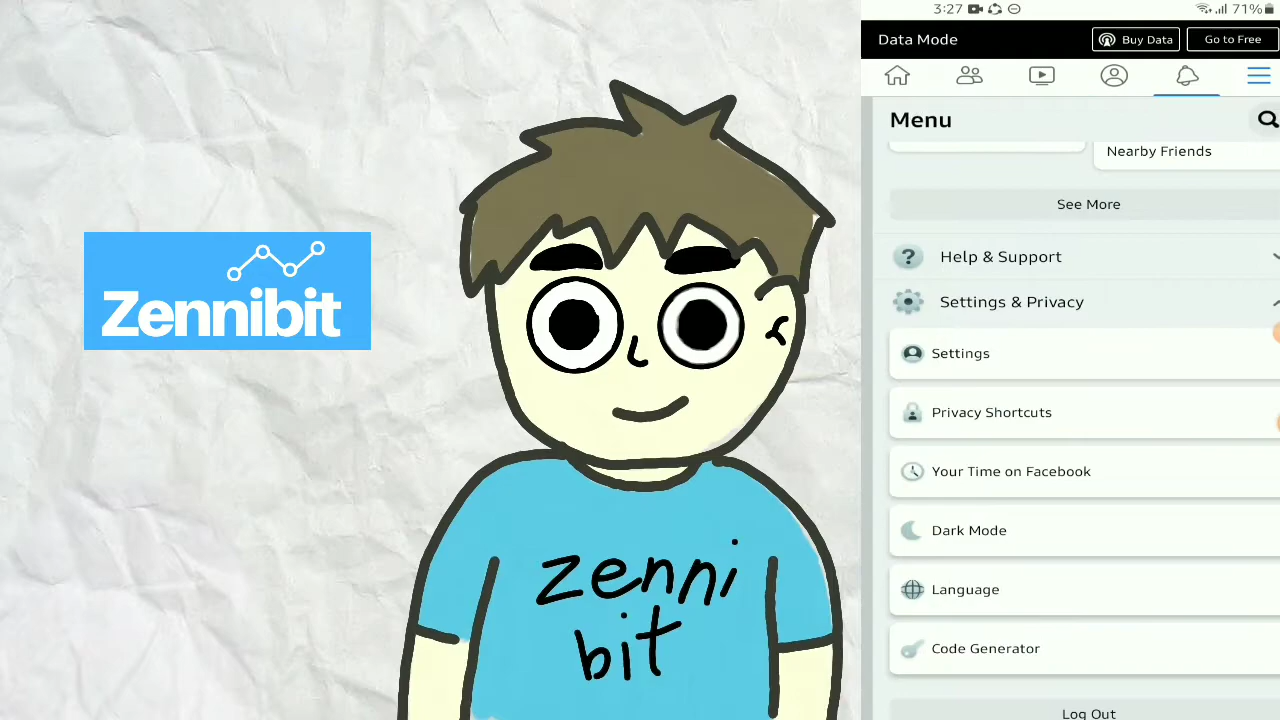 Zennibit
zenni
bit
3:27
71%
Data Mode
Buy Data
Go to Free
Menu
Nearby Friends
See More
Help & Support
Settings & Privacy
Settings
Privacy Shortcuts
Your Time on Facebook
Dark Mode
Language
Code Generator
Log Out